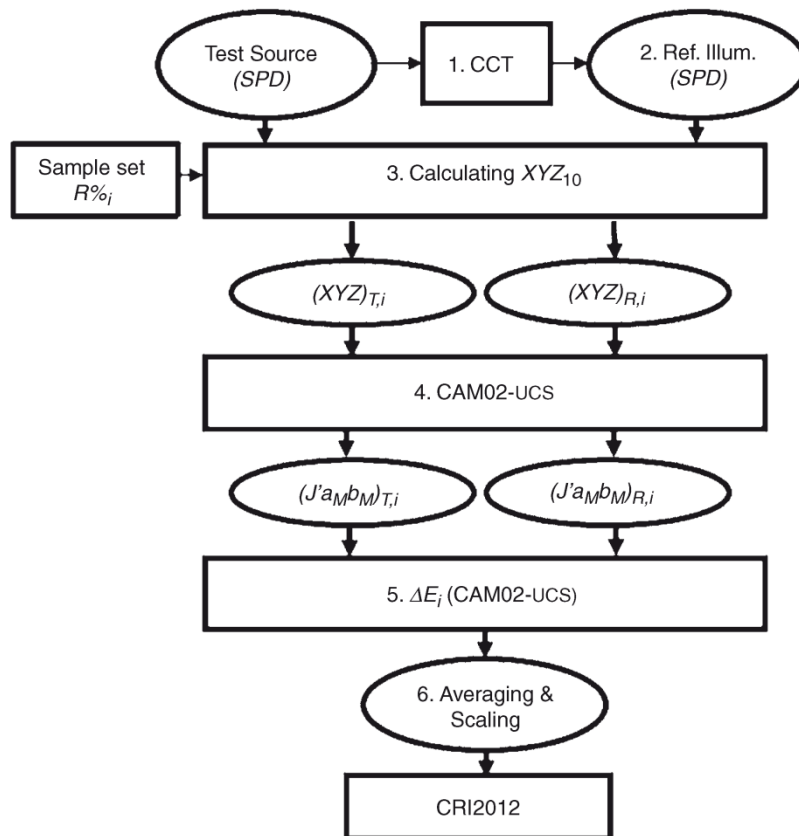 Test Source
(SPD)
1. CCT
2. Ref. Illum.
(SPD)
Sample set
R%i
3. Calculating XYZ10
(XYZ)T,i
(XYZ)R,i
4. CAM02-UCS
(J'aMbM)T,i
(J'aMbM)R,i
5. ΔEi (CAM02-UCS)
6. Averaging &
Scaling
CRI2012